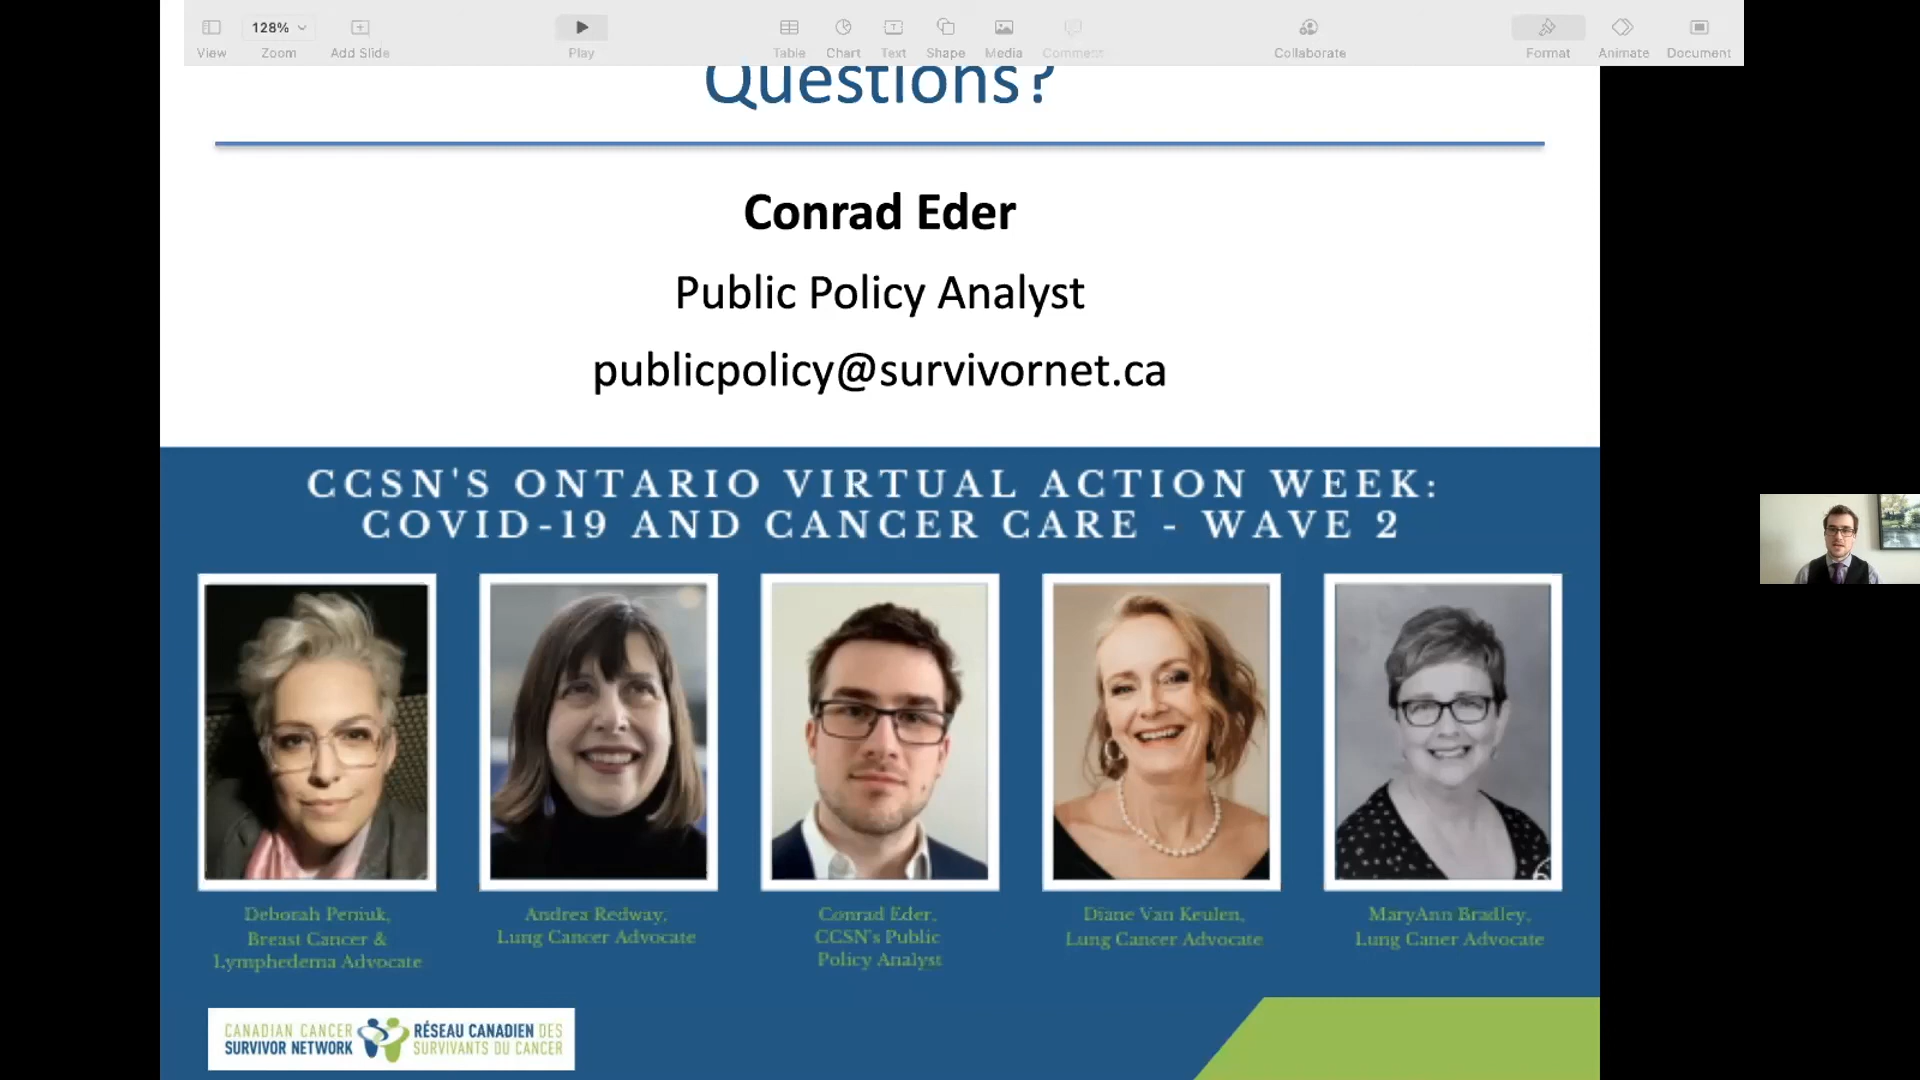 128%
View
Zoom
Add Slide
Play
Table
Chart
Text
Shape
Media
Comment
Collaborate
Format
Animate
Document
Questions?
Conrad Eder
Public Policy Analyst
publicpolicy@survivornet.ca
CCSN'S ONTARIO VIRTUAL ACTION WEEK:
COVID-19 AND CANCER CARE - WAVE 2
Deborah Peniuk,
Breast Cancer &
Lymphedema Advocate
Andrea Redway,
Lung Cancer Advocate
Conrad Eder,
CCSN's Public
Policy Analyst
Diane Van Keulen,
Lung Cancer Advocate
MaryAnn Bradley,
Lung Caner Advocate
CANADIAN CANCER
SURVIVOR NETWORK
RÉSEAU CANADIEN DES
SURVIVANTS DU CANCER